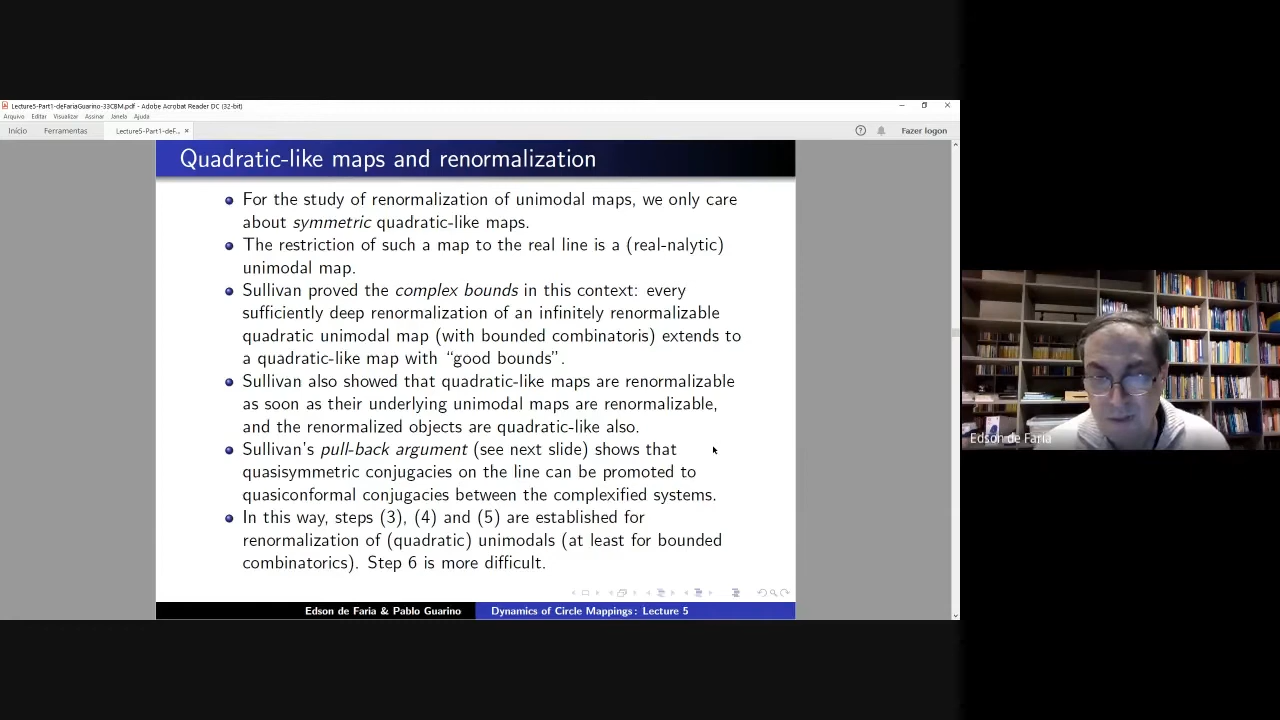 Lecture5-Part1-deFariaGuarino-33CBM.pdf - Adobe Acrobat Reader DC (32-bit)
Arquivo Editar Visualizar Assinar Janela Ajuda
Início Ferramentas Lecture5-Part1-deF... × Fazer logon
Quadratic-like maps and renormalization
For the study of renormalization of unimodal maps, we only care
about symmetric quadratic-like maps.
The restriction of such a map to the real line is a (real-nalytic)
unimodal map.
Sullivan proved the complex bounds in this context: every
sufficiently deep renormalization of an infinitely renormalizable
quadratic unimodal map (with bounded combinatoris) extends to
a quadratic-like map with “good bounds”.
Sullivan also showed that quadratic-like maps are renormalizable
as soon as their underlying unimodal maps are renormalizable,
and the renormalized objects are quadratic-like also.
Sullivan's pull-back argument (see next slide) shows that
quasisymmetric conjugacies on the line can be promoted to
quasiconformal conjugacies between the complexified systems.
In this way, steps (3), (4) and (5) are established for
renormalization of (quadratic) unimodals (at least for bounded
combinatorics). Step 6 is more difficult.
Edson de Faria & Pablo Guarino Dynamics of Circle Mappings: Lecture 5
Edson de Faria